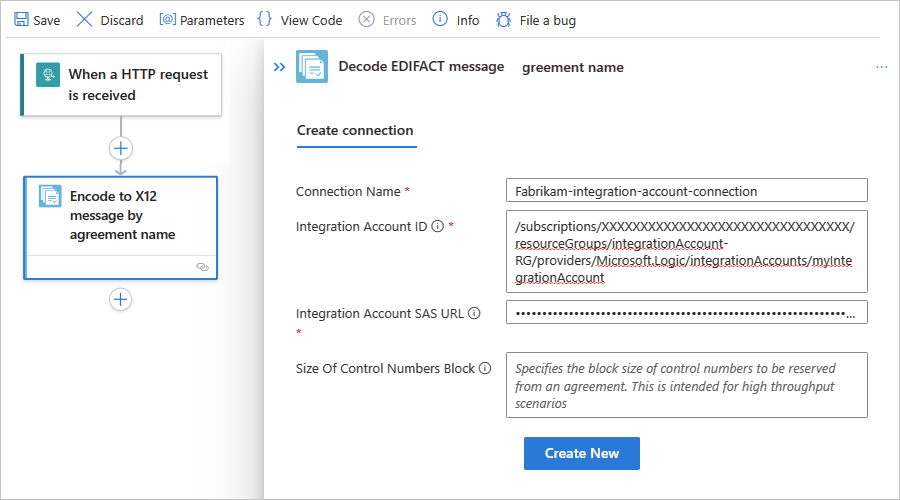 Save Discard Parameters View Code Errors Info File a bug
When a HTTP request
is received
Encode to X12
message by
agreement name
Decode EDIFACT message greement name
Create connection
Connection Name * Fabrikam-integration-account-connection
Integration Account ID *
/subscriptions/XXXXXXXXXXXXXXXXXXXXXXXXXXXXXXXX/
resourceGroups/integrationAccount-
RG/providers/Microsoft.Logic/integrationAccounts/myInte
grationAccount
Integration Account SAS URL
*
Size Of Control Numbers Block
Specifies the block size of control numbers to be reserved
from an agreement. This is intended for high throughput
scenarios
Create New